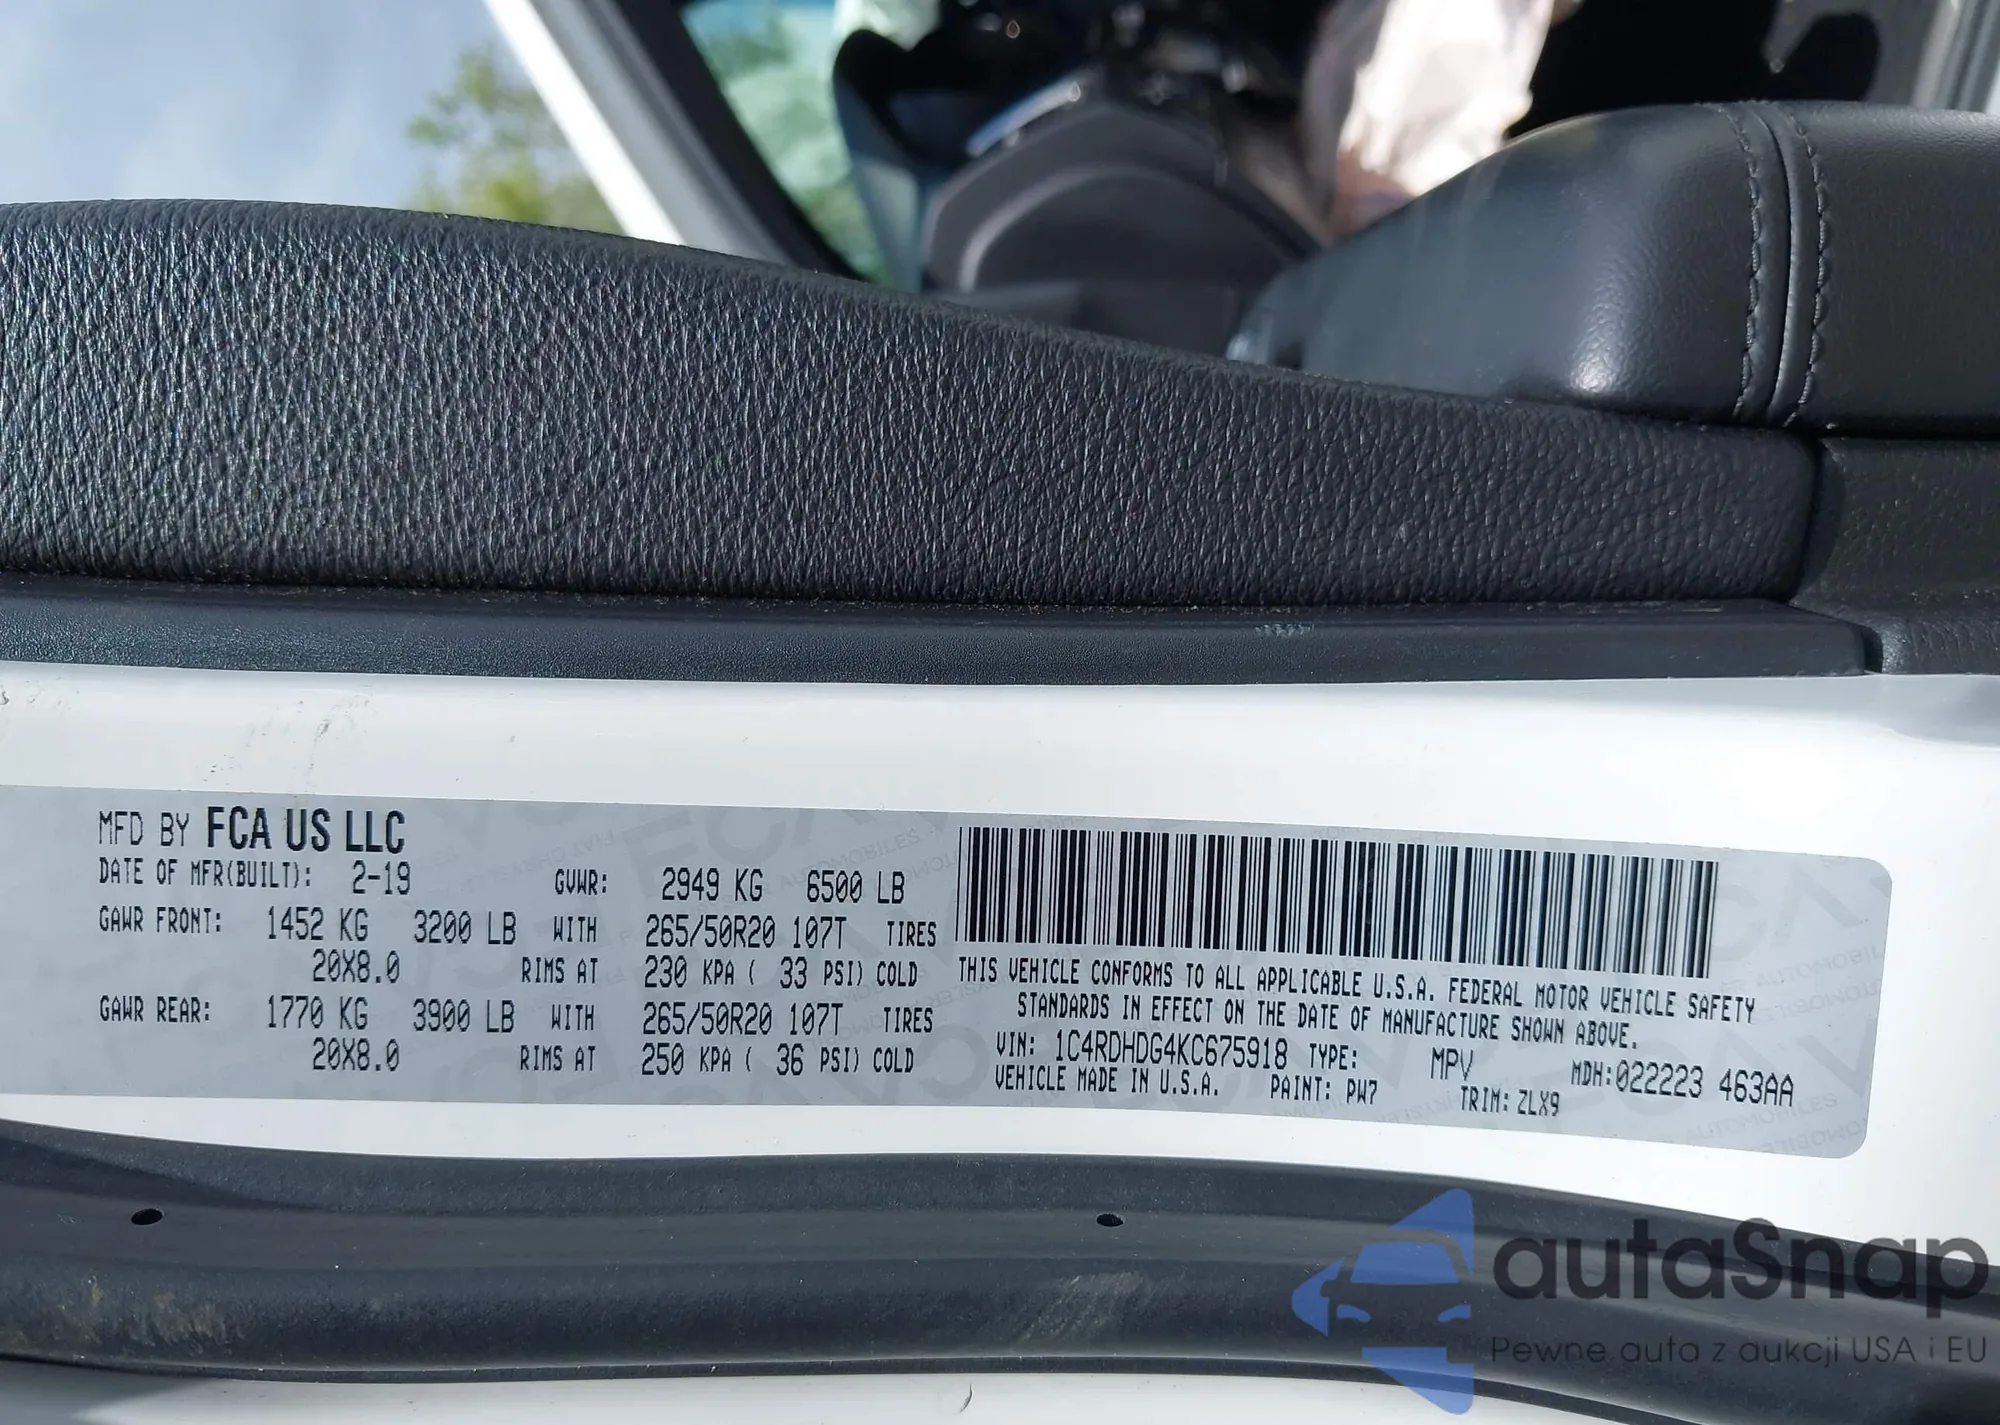 MFD BY FCA US LLC
DATE OF MFR(BUILT): 2-19 GVWR: 2949 KG 6500 LB
GAWR FRONT: 1452 KG 3200 LB WITH 265/50R20 107T TIRES
20X8.0 RIMS AT 230 KPA ( 33 PSI) COLD
GAWR REAR: 1770 KG 3900 LB WITH 265/50R20 107T TIRES
20X8.0 RIMS AT 250 KPA ( 36 PSI) COLD
THIS VEHICLE CONFORMS TO ALL APPLICABLE U.S.A. FEDERAL MOTOR VEHICLE SAFETY
STANDARDS IN EFFECT ON THE DATE OF MANUFACTURE SHOWN ABOVE.
VIN: 1C4RDHDG4KC675918 TYPE: MPV MDH:022223 463AA
VEHICLE MADE IN U.S.A. PAINT: PW7 TRIM: ZLX9
autaSnap
Pewne auta z aukcji USA i EU